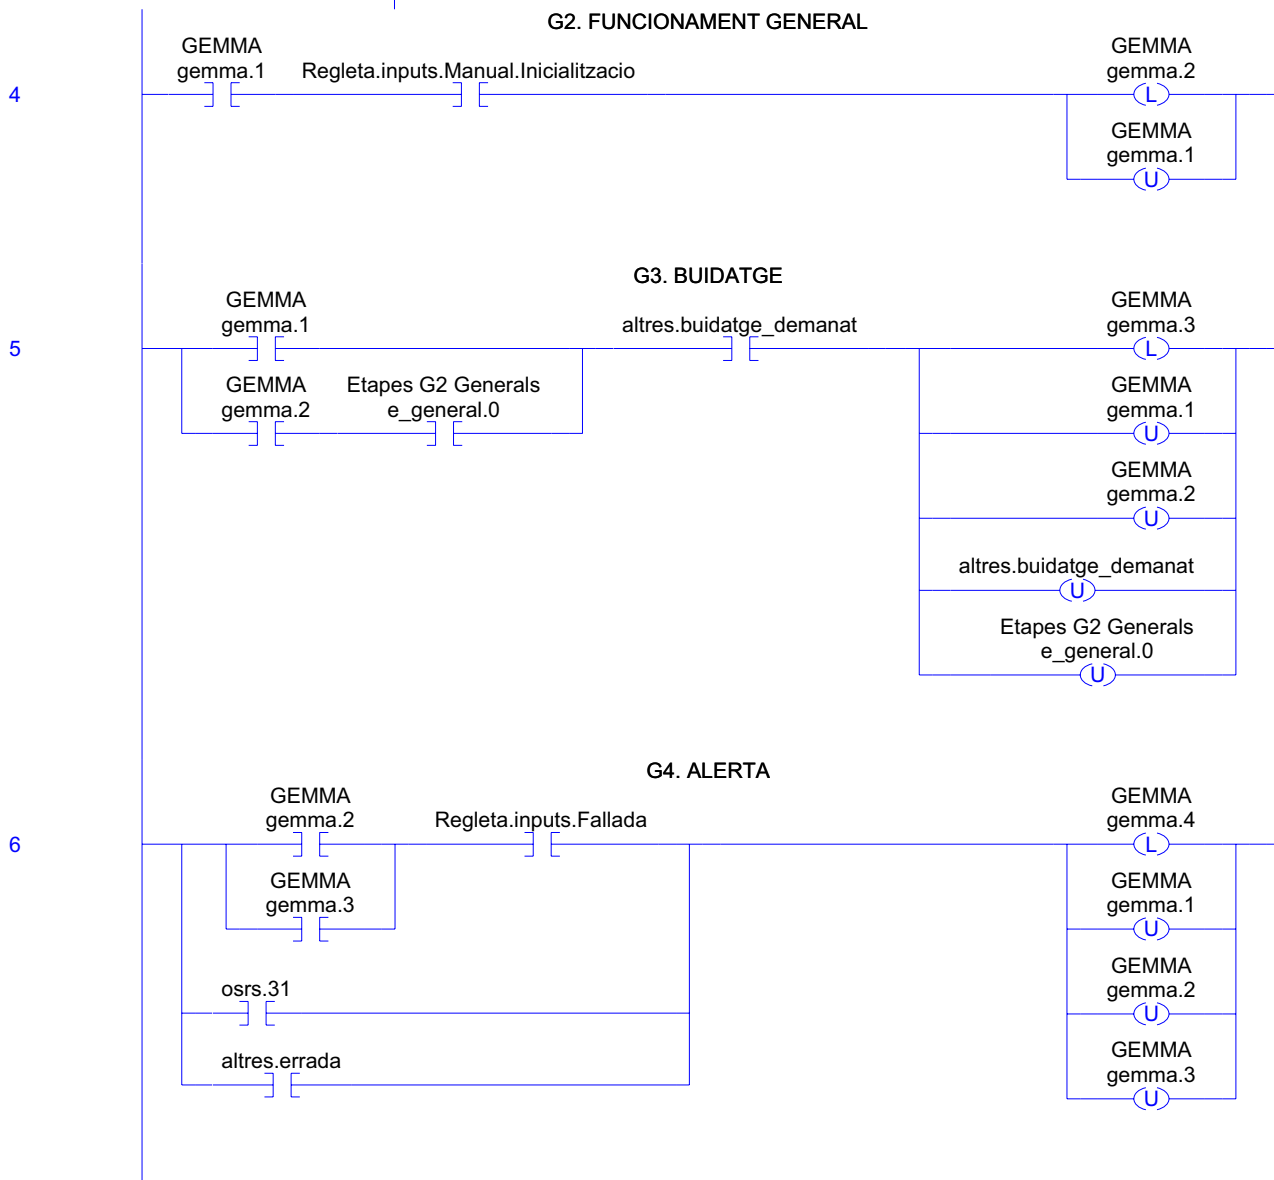 G2. FUNCIONAMENT GENERAL
GEMMA
gemma.1
Regleta.inputs.Manual.Inicialitzacio
GEMMA
gemma.2
4
L
GEMMA
gemma.1
U
G3. BUIDATGE
GEMMA
gemma.1
altres.buidatge_demanat
GEMMA
gemma.3
5
L
GEMMA
gemma.2
Etapes G2 Generals
e_general.0
GEMMA
gemma.1
U
GEMMA
gemma.2
U
altres.buidatge_demanat
U
Etapes G2 Generals
e_general.0
U
G4. ALERTA
GEMMA
gemma.2
Regleta.inputs.Fallada
GEMMA
gemma.4
6
L
GEMMA
gemma.3
GEMMA
gemma.1
U
osrs.31
GEMMA
gemma.2
U
altres.errada
GEMMA
gemma.3
U